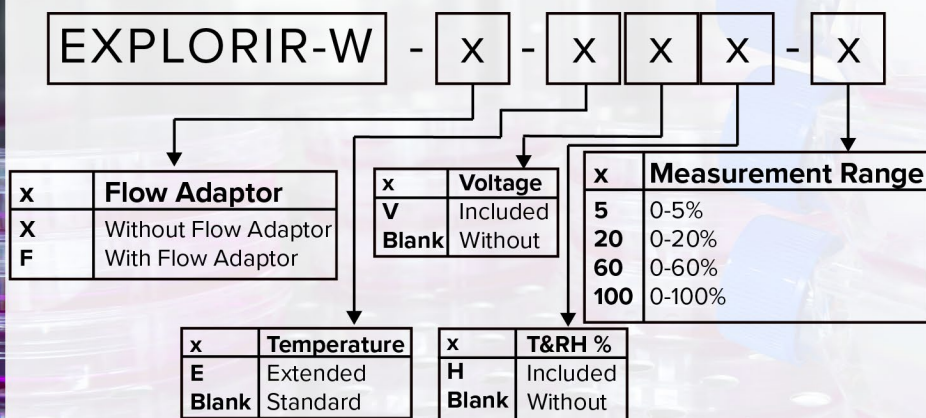 EXPLORIR-W - x - x x x - x
x Flow Adaptor
X Without Flow Adaptor
F With Flow Adaptor
x Voltage
V Included
Blank Without
x Measurement Range
5 0-5%
20 0-20%
60 0-60%
100 0-100%
x Temperature
E Extended
Blank Standard
x T&RH %
H Included
Blank Without